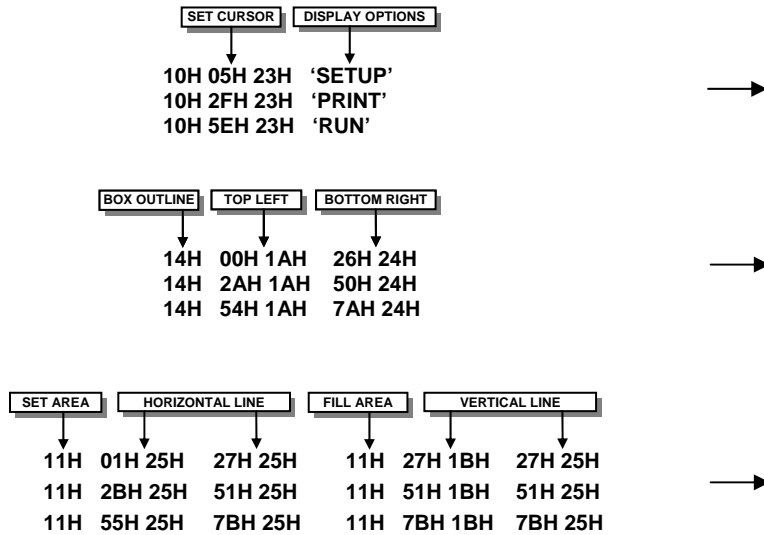 SET CURSOR DISPLAY OPTIONS
10H 05H 23H ‘SETUP’
10H 2FH 23H ‘PRINT’
10H 5EH 23H ‘RUN’
BOX OUTLINE TOP LEFT BOTTOM RIGHT
14H 00H 1AH 26H 24H
14H 2AH 1AH 50H 24H
14H 54H 1AH 7AH 24H
SET AREA HORIZONTAL LINE FILL AREA VERTICAL LINE
11H 01H 25H 27H 25H 11H 27H 1BH 27H 25H
11H 2BH 25H 51H 25H 11H 51H 1BH 51H 25H
11H 55H 25H 7BH 25H 11H 7BH 1BH 7BH 25H